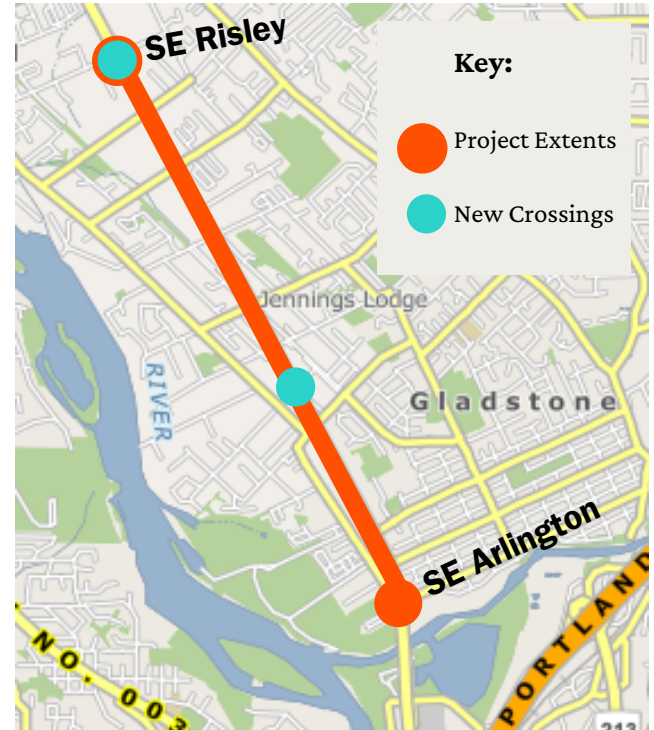 SE Risley
Key:
Project Extents
New Crossings
Jennings Lodge
RIVER
Gladstone
SE Arlington
PORTLAND
NO. 003
213